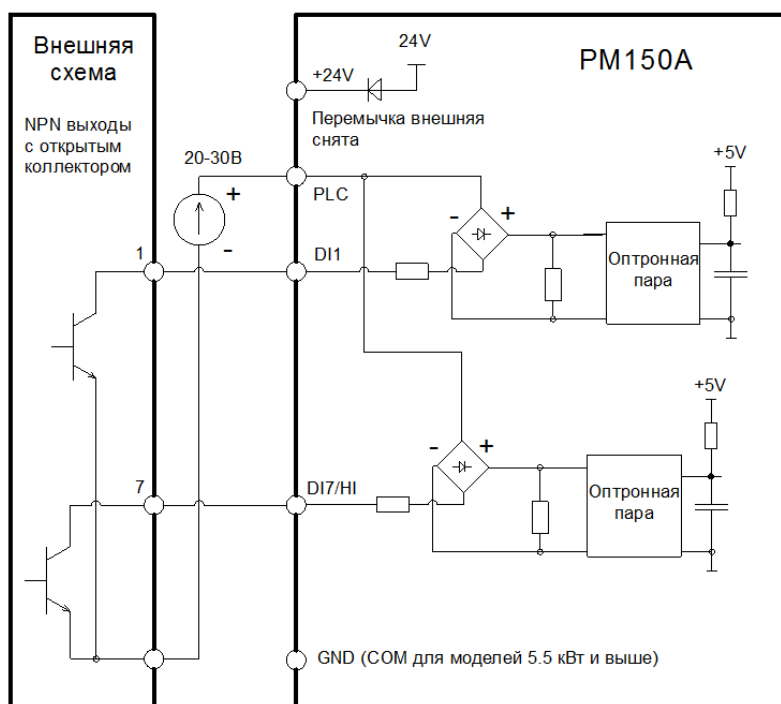 Внешняя
схема
NPN выходы
с открытым
коллектором
20-30В
+
-
1
7
24V
+24V
PM150A
Перемычка внешняя
снята
PLC
DI1
-
+
+5V
Оптронная
пара
+5V
-
+
DI7/HI
Оптронная
пара
GND (COM для моделей 5.5 кВт и выше)